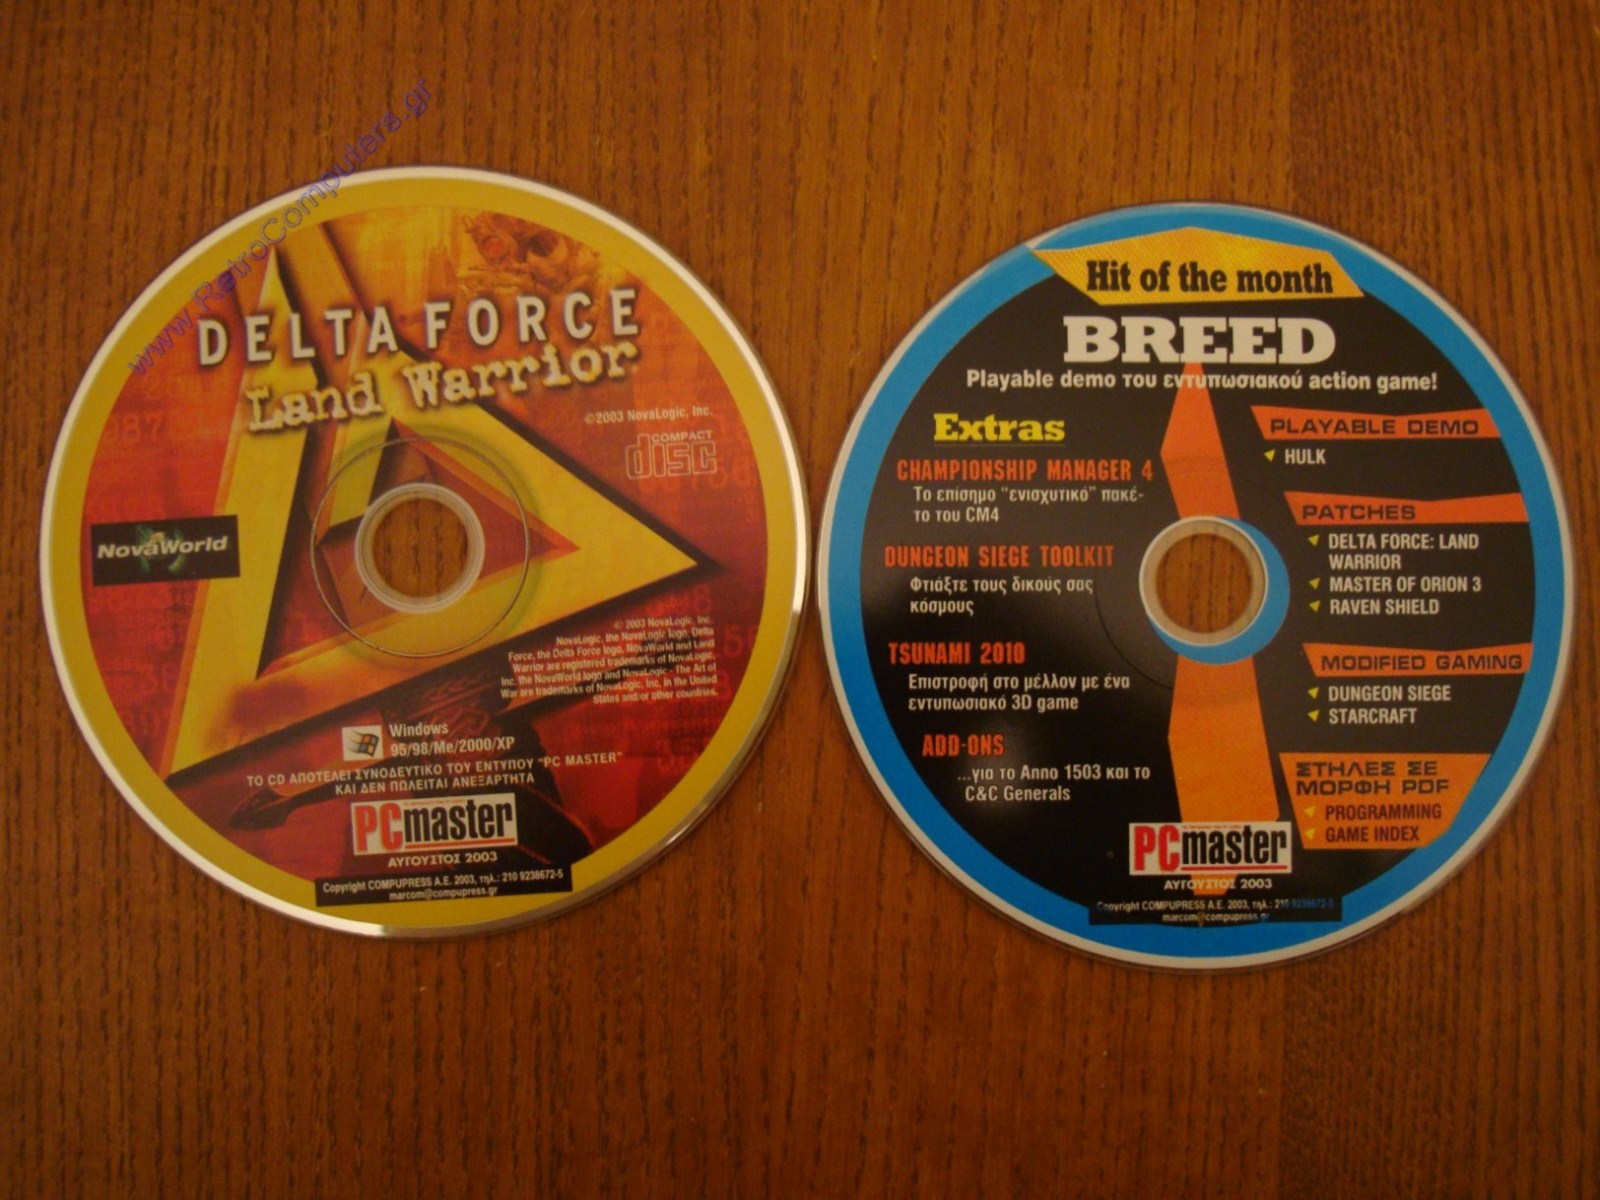 www.RetroComputers.gr
DELTA FORCE
Land Warrior
©2003 NovaLogic, Inc.
COMPACT
disc
NovaWorld
© 2003 NovaLogic, Inc.
NovaLogic, the NovaLogic logo, Delta
Force, the Delta Force logo, NovaWorld and Land
Warrior are registered trademarks of NovaLogic,
Inc. the NovaWorld logo and NovaLogic - The Art of
War are trademarks of NovaLogic, Inc. in the United
States and/or other countries.
Windows
95/98/Me/2000/XP
ΤΟ CD ΑΠΟΤΕΛΕΙ ΣΥΝΟΔΕΥΤΙΚΟ ΤΟΥ ΕΝΤΥΠΟΥ "PC MASTER"
ΚΑΙ ΔΕΝ ΠΩΛΕΙΤΑΙ ΑΝΕΞΑΡΤΗΤΑ
PCmaster
ΑΥΓΟΥΣΤΟΣ 2003
Copyright COMPUPRESS A.E. 2003, τηλ.: 210 9238672-5
marcom@compupress.gr
Hit of the month
BREED
Playable demo του εντυπωσιακού action game!
Extras
CHAMPIONSHIP MANAGER 4
Το επίσημο "ενισχυτικό" πακέ-
το του CM4
DUNGEON SIEGE TOOLKIT
Φτιάξτε τους δικούς σας
κόσμους
TSUNAMI 2010
Επιστροφή στο μέλλον με ένα
εντυπωσιακό 3D game
ADD-ONS
...για το Anno 1503 και το
C&C Generals
PLAYABLE DEMO
HULK
PATCHES
DELTA FORCE: LAND
WARRIOR
MASTER OF ORION 3
RAVEN SHIELD
MODIFIED GAMING
DUNGEON SIEGE
STARCRAFT
ΣΤΗΛΕΣ ΣΕ
ΜΟΡΦΗ PDF
PROGRAMMING
GAME INDEX
PCmaster
ΑΥΓΟΥΣΤΟΣ 2003
Copyright COMPUPRESS A.E. 2003, τηλ.: 210 9238672-5
marcom@compupress.gr